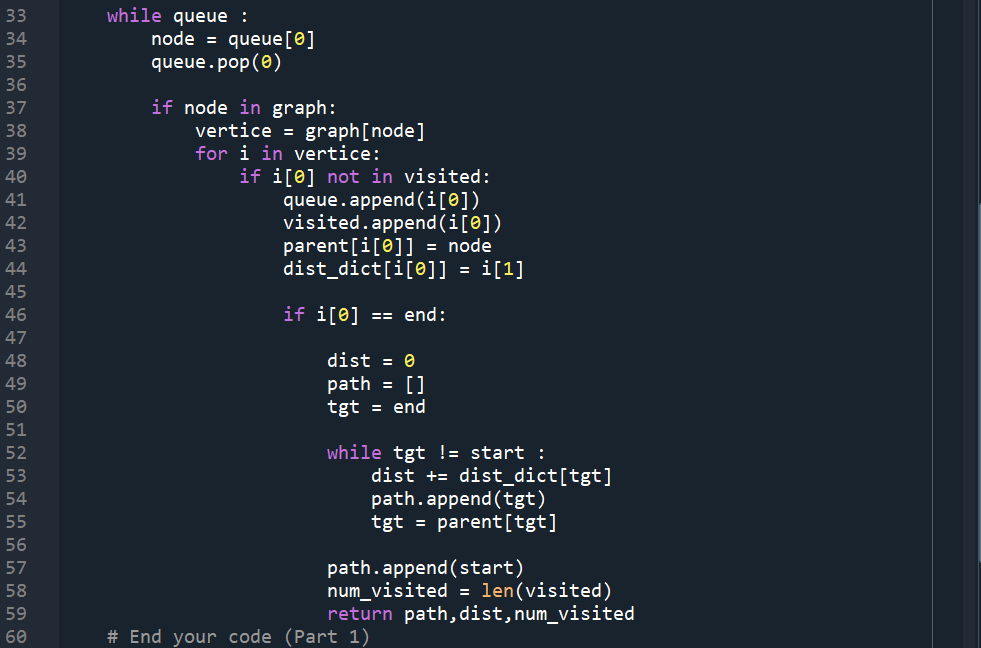 33 while queue :
34 node = queue[0]
35 queue.pop(0)
36
37 if node in graph:
38 vertice = graph[node]
39 for i in vertice:
40 if i[0] not in visited:
41 queue.append(i[0])
42 visited.append(i[0])
43 parent[i[0]] = node
44 dist_dict[i[0]] = i[1]
45
46 if i[0] == end:
47
48 dist = 0
49 path = []
50 tgt = end
51
52 while tgt != start :
53 dist += dist_dict[tgt]
54 path.append(tgt)
55 tgt = parent[tgt]
56
57 path.append(start)
58 num_visited = len(visited)
59 return path,dist,num_visited
60 # End your code (Part 1)